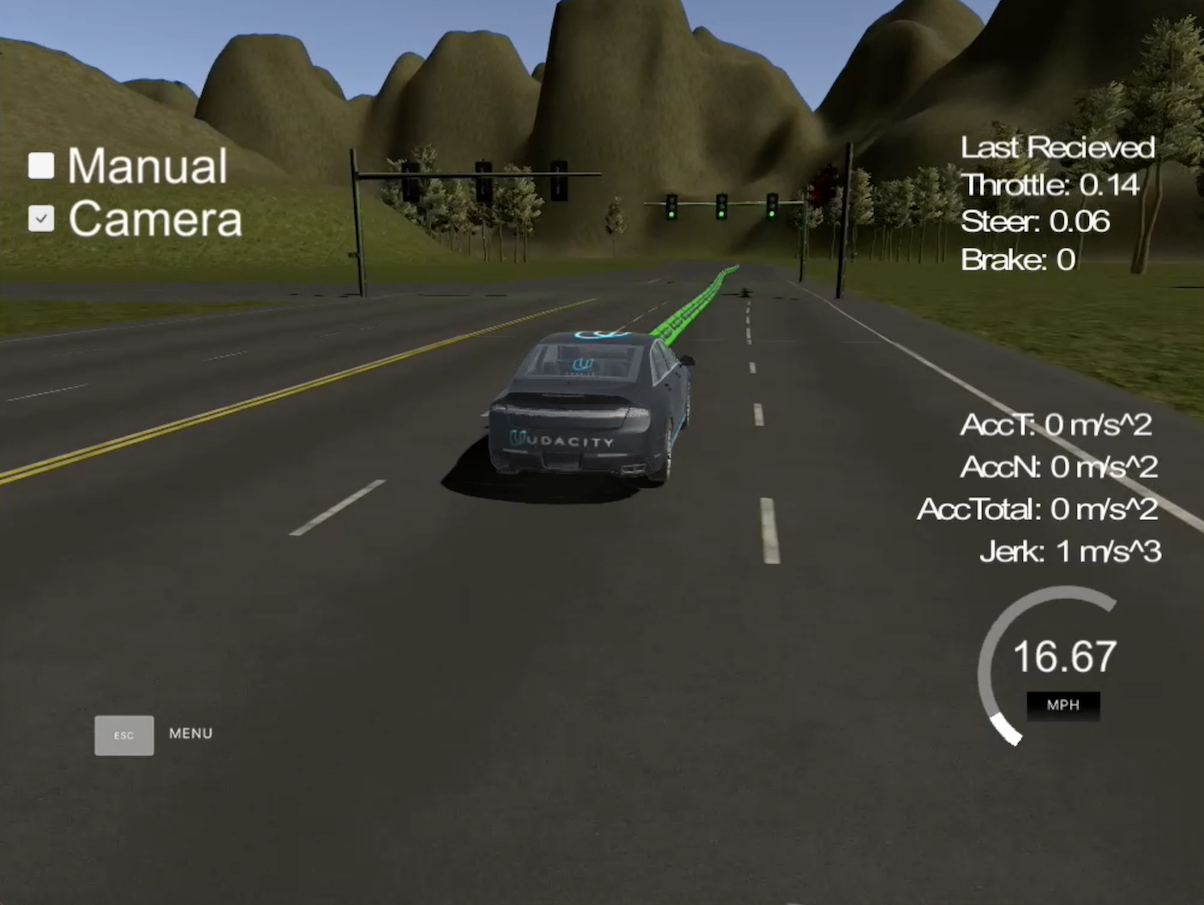 Manual
Camera
Last Recieved
Throttle: 0.14
Steer: 0.06
Brake: 0
UDACITY
AccT: 0 m/s^2
AccN: 0 m/s^2
AccTotal: 0 m/s^2
Jerk: 1 m/s^3
16.67
MPH
ESC MENU